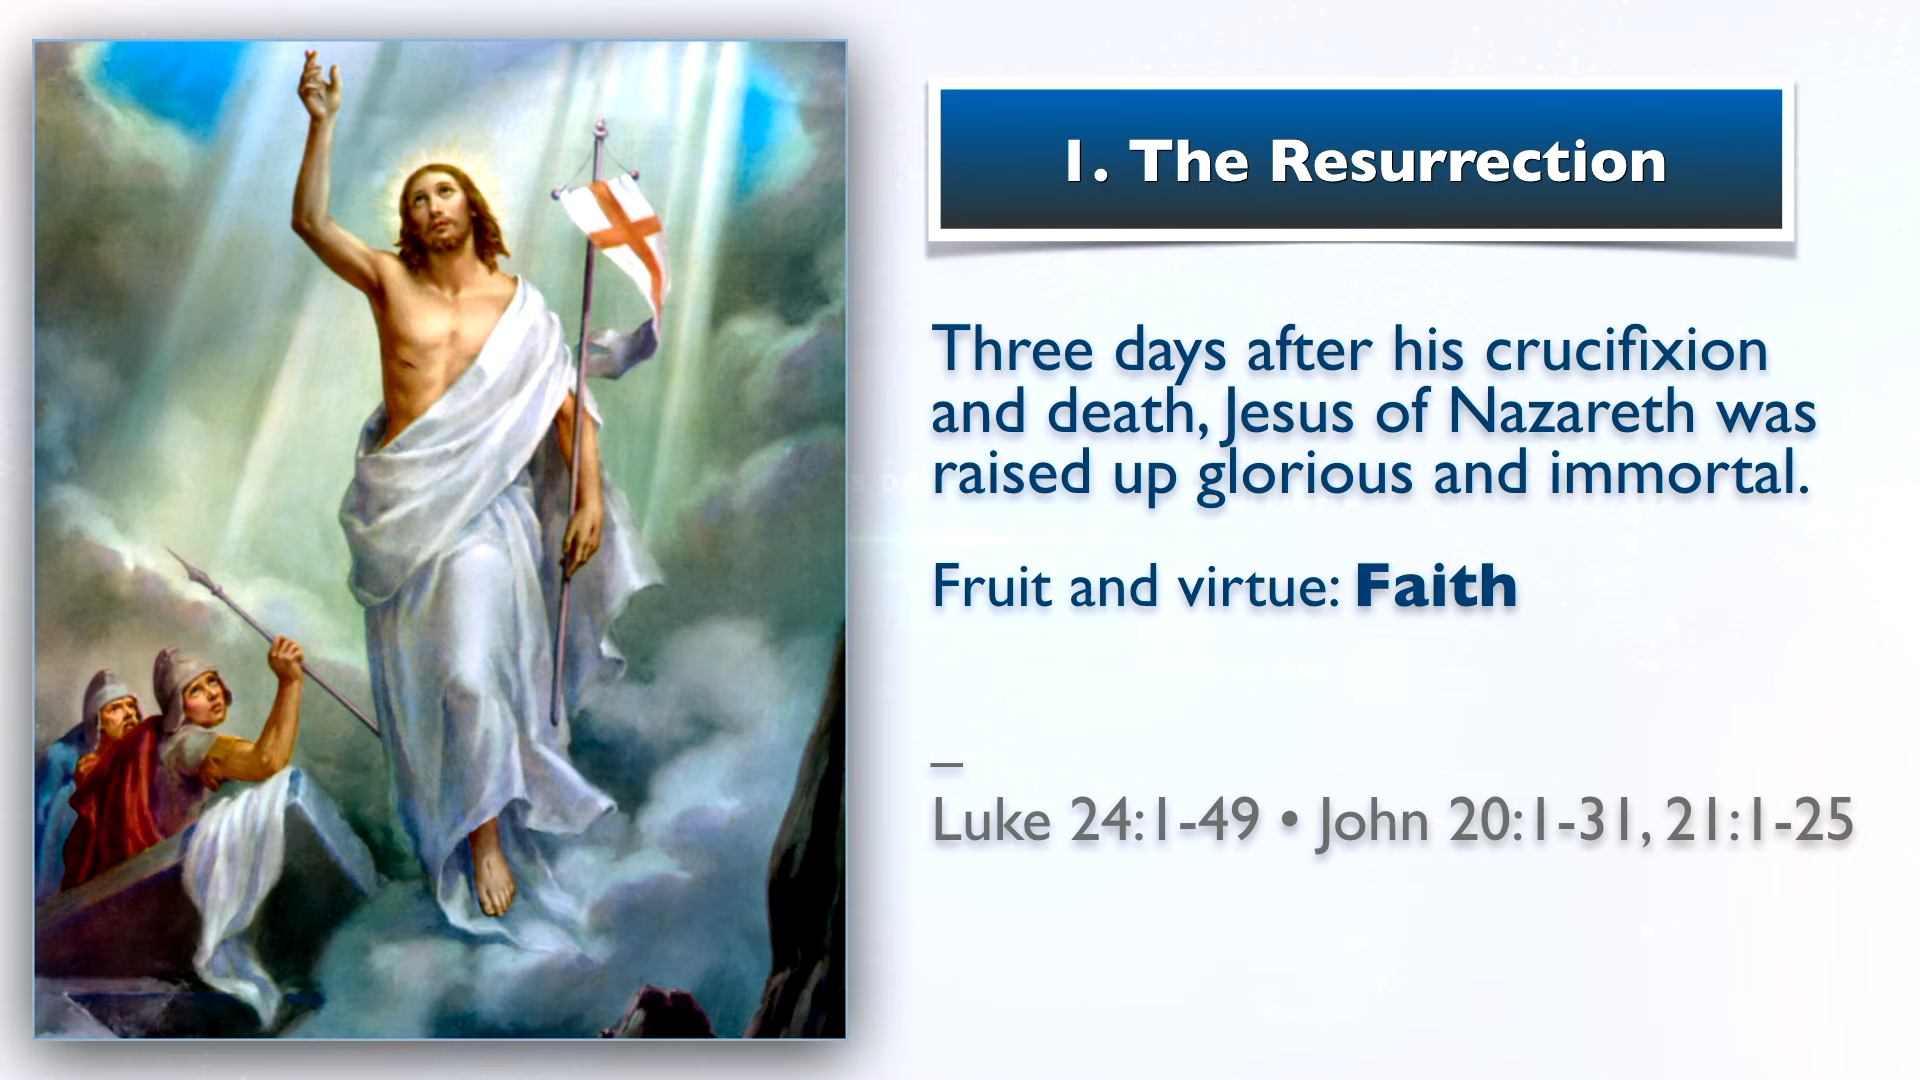 1. The Resurrection
Three days after his crucifixion
and death, Jesus of Nazareth was
raised up glorious and immortal.
Fruit and virtue: Faith
_
Luke 24:1-49 • John 20:1-31, 21:1-25